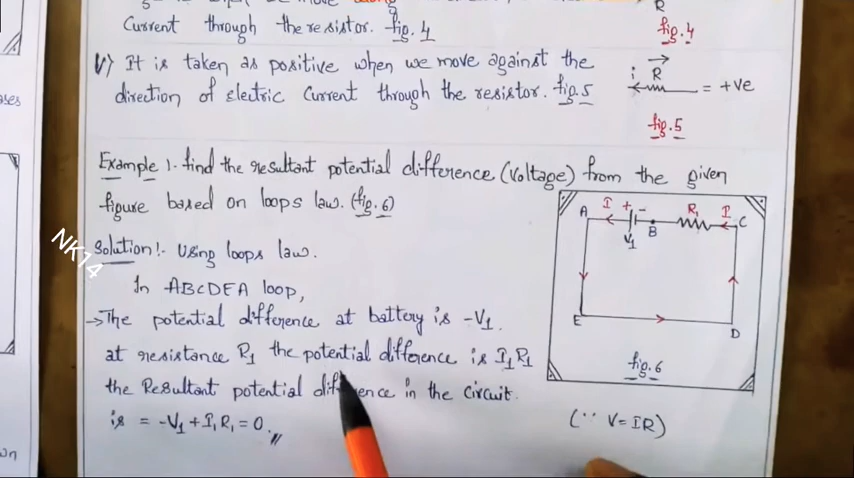 Current through the resistor. fig.4
R
fig.4
V) It is taken as positive when we move against the
direction of electric current through the resistor. fig.5
i R = +ve
fig.5
Example 1. find the resultant potential difference (Voltage) from the given
figure based on loops law. (fig.6)
A I + - R1 I C
V1 B
NK14
Solution!- Using loops law.
In ABCDEA loop,
→The potential difference at battery is -V1.
E D
at resistance R1 the potential difference is I1R1
fig.6
the Resultant potential difference in the circuit.
is = -V1 + I1R1 = 0.
(∵ V=IR)